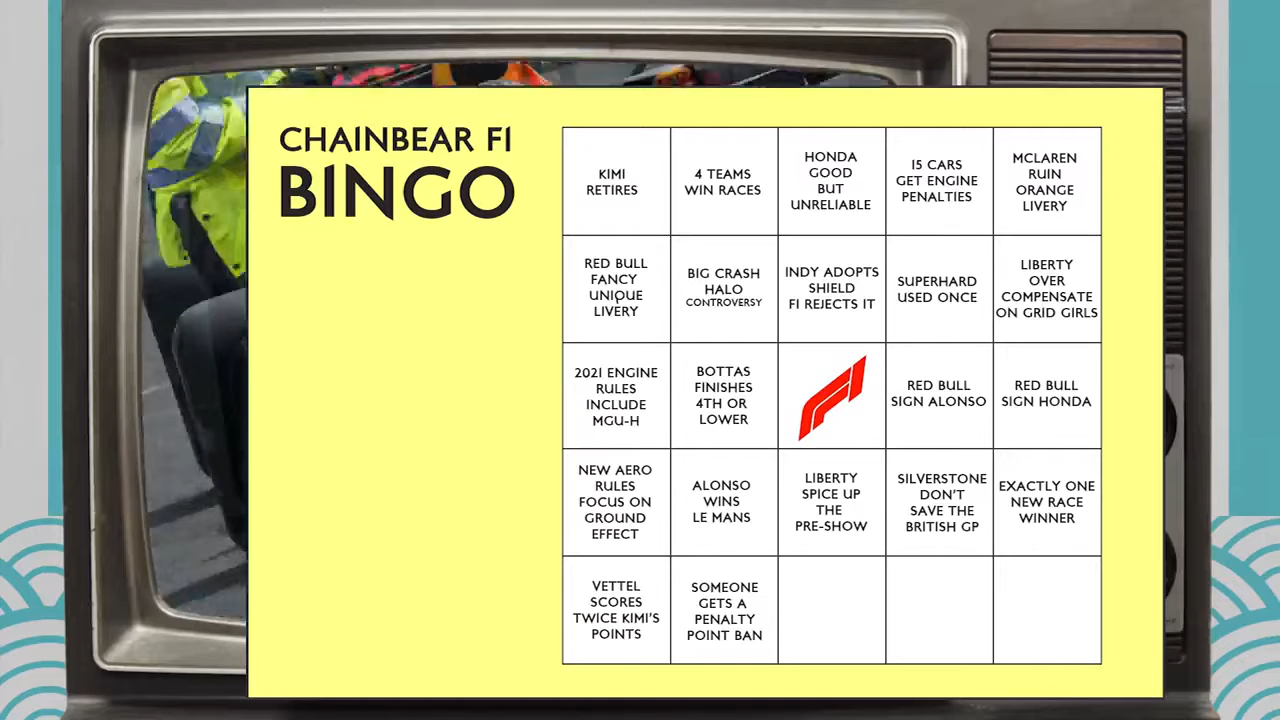 CHAINBEAR F1
BINGO
KIMI
RETIRES
4 TEAMS
WIN RACES
HONDA
GOOD
BUT
UNRELIABLE
15 CARS
GET ENGINE
PENALTIES
MCLAREN
RUIN
ORANGE
LIVERY
RED BULL
FANCY
UNIQUE
LIVERY
BIG CRASH
HALO
CONTROVERSY
INDY ADOPTS
SHIELD
F1 REJECTS IT
SUPERHARD
USED ONCE
LIBERTY
OVER
COMPENSATE
ON GRID GIRLS
2021 ENGINE
RULES
INCLUDE
MGU-H
BOTTAS
FINISHES
4TH OR
LOWER
RED BULL
SIGN ALONSO
RED BULL
SIGN HONDA
NEW AERO
RULES
FOCUS ON
GROUND
EFFECT
ALONSO
WINS
LE MANS
LIBERTY
SPICE UP
THE
PRE-SHOW
SILVERSTONE
DON'T
SAVE THE
BRITISH GP
EXACTLY ONE
NEW RACE
WINNER
VETTEL
SCORES
TWICE KIMI'S
POINTS
SOMEONE
GETS A
PENALTY
POINT BAN